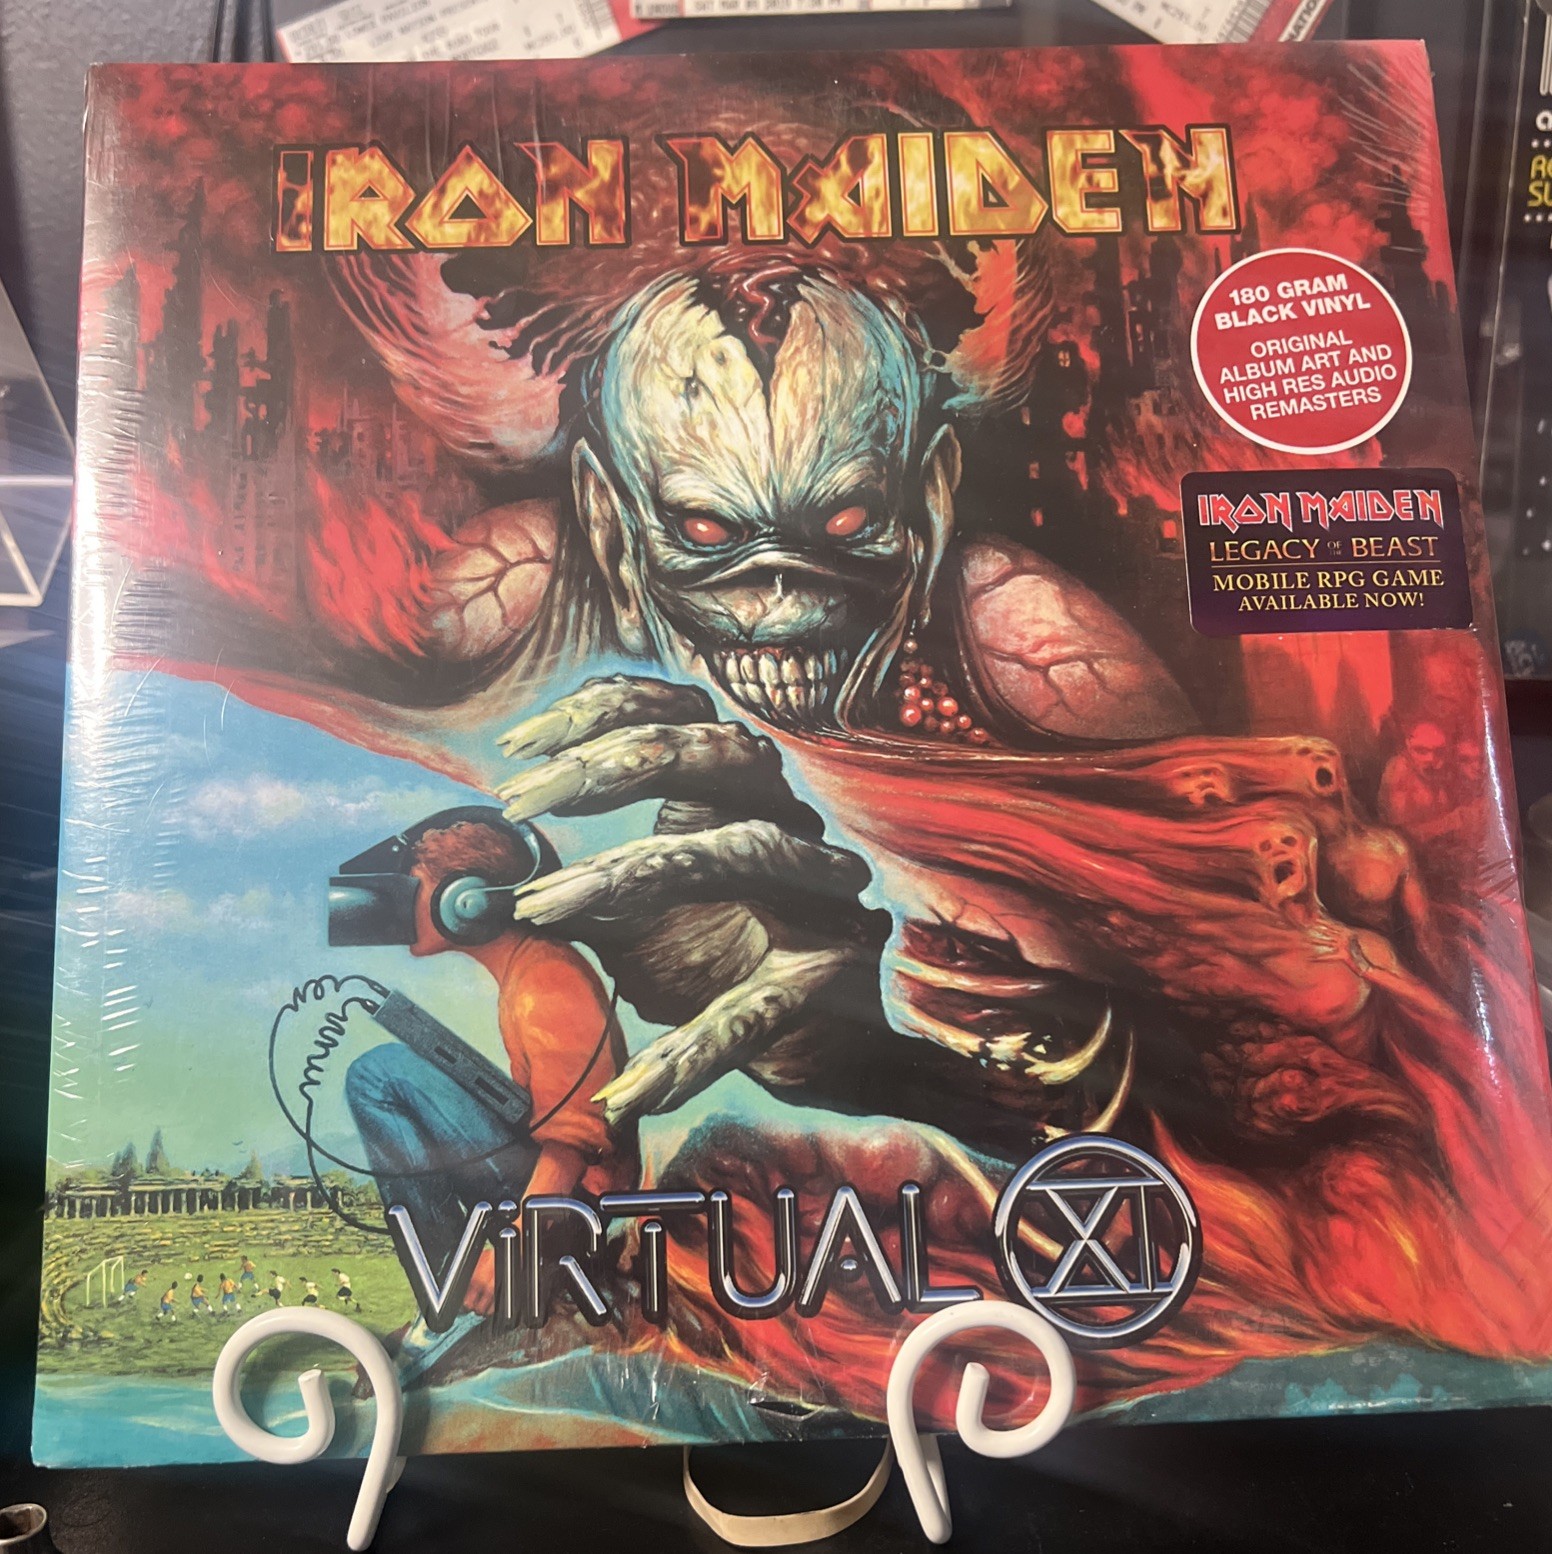 IRON MAIDEN
180 GRAM
BLACK VINYL
ORIGINAL
ALBUM ART AND
HIGH RES AUDIO
REMASTERS
IRON MAIDEN
LEGACY OF THE BEAST
MOBILE RPG GAME
AVAILABLE NOW!
ViRTUAL XI